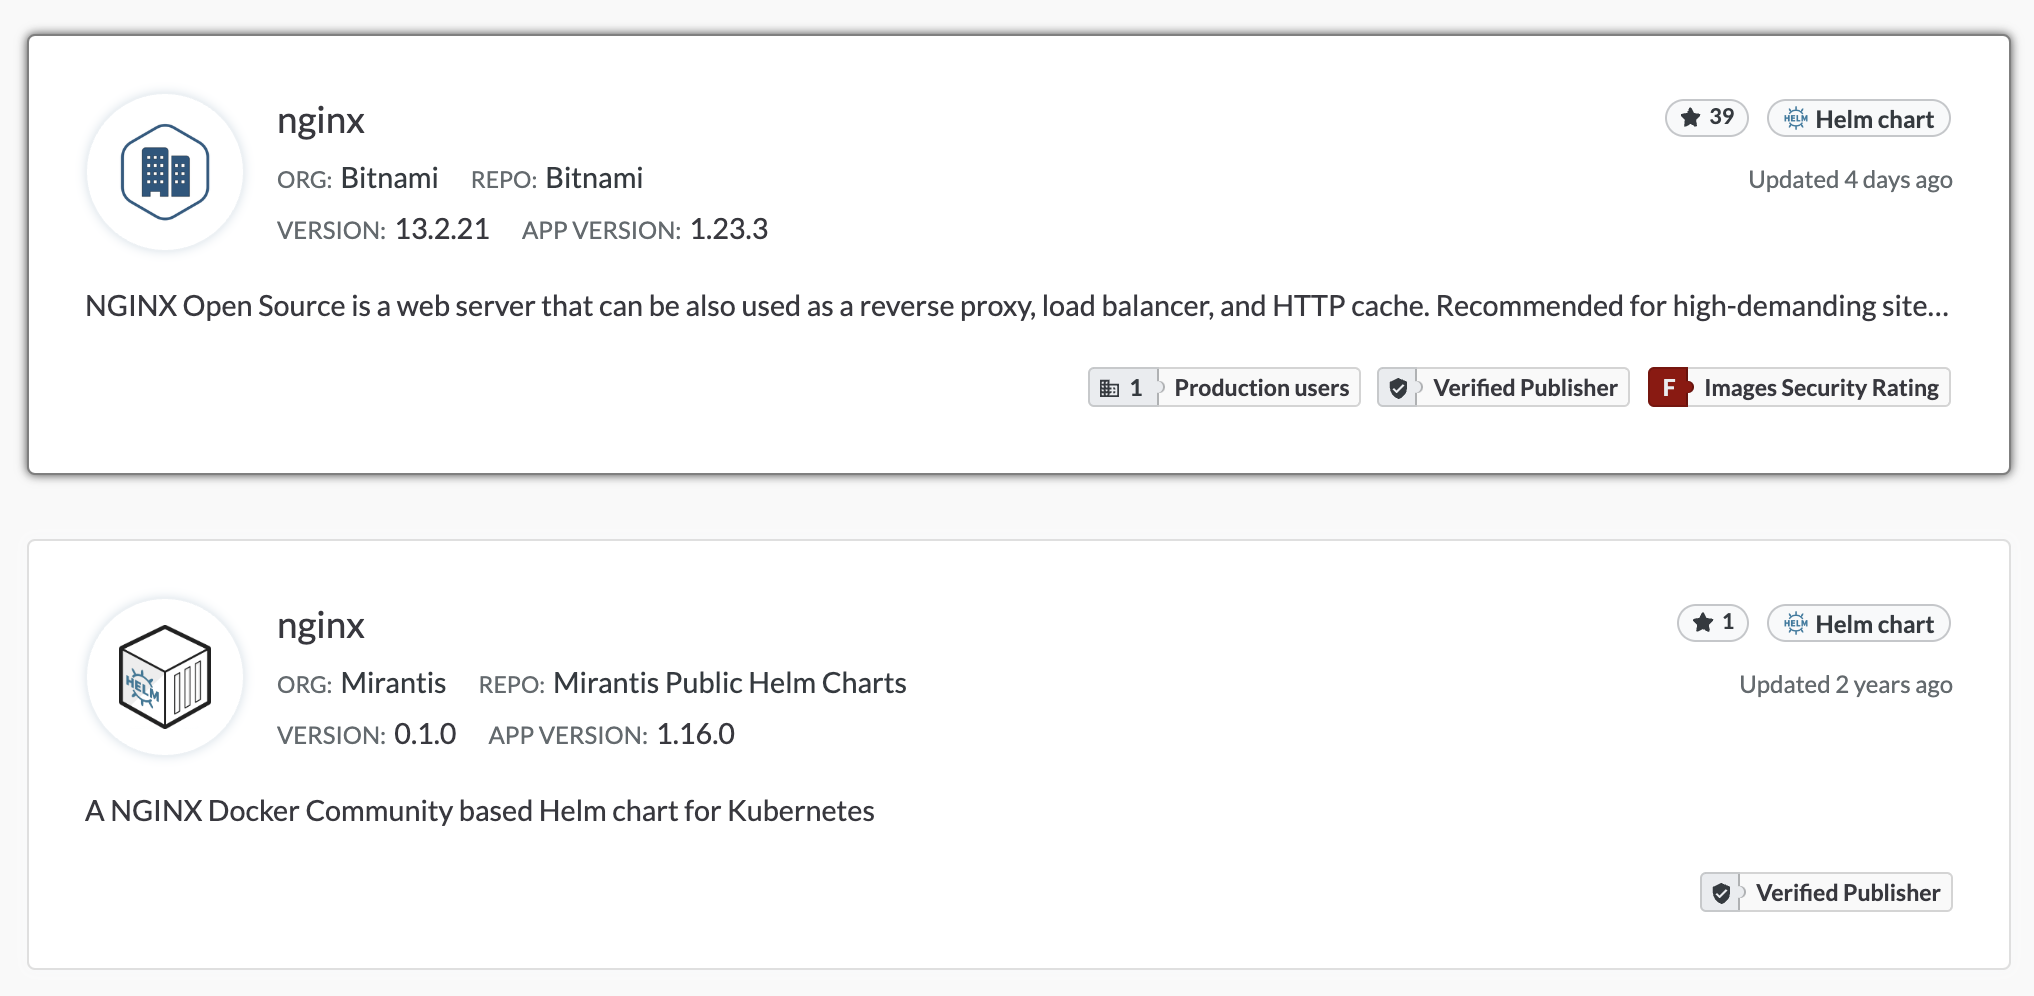 nginx
★ 39 HELM Helm chart
ORG: Bitnami REPO: Bitnami
Updated 4 days ago
VERSION: 13.2.21 APP VERSION: 1.23.3
NGINX Open Source is a web server that can be also used as a reverse proxy, load balancer, and HTTP cache. Recommended for high-demanding site...
1 Production users Verified Publisher F Images Security Rating
nginx
★ 1 HELM Helm chart
HELM
ORG: Mirantis REPO: Mirantis Public Helm Charts
Updated 2 years ago
VERSION: 0.1.0 APP VERSION: 1.16.0
A NGINX Docker Community based Helm chart for Kubernetes
Verified Publisher